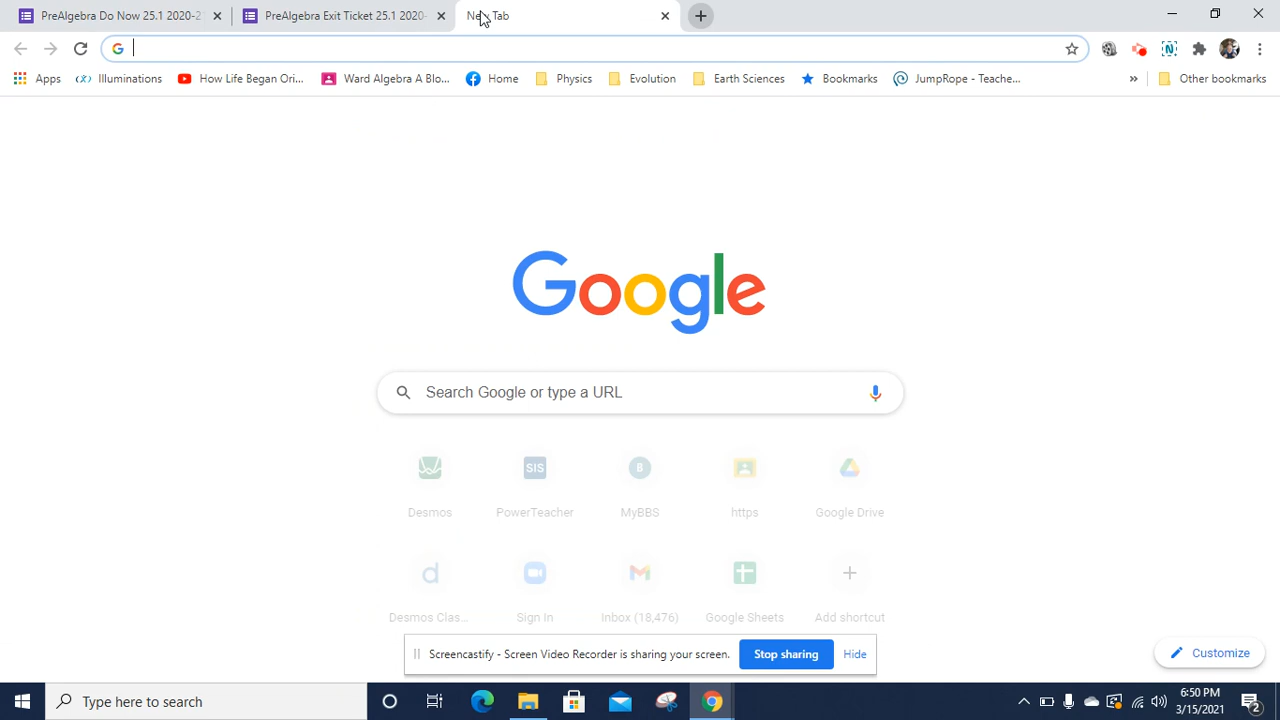 PreAlgebra Do Now 25.1 2020-2
PreAlgebra Exit Ticket 25.1 2020-
New Tab
Apps
Illuminations
How Life Began Ori...
Ward Algebra A Blo...
Home
Physics
Evolution
Earth Sciences
Bookmarks
JumpRope - Teache...
»
Other bookmarks
Google
Search Google or type a URL
SIS
B
Desmos
PowerTeacher
MyBBS
https
Google Drive
d
Desmos Clas...
Sign In
Inbox (18,476)
Google Sheets
Add shortcut
Screencastify - Screen Video Recorder is sharing your screen.
Stop sharing
Hide
Customize
Type here to search
6:50 PM
3/15/2021
2